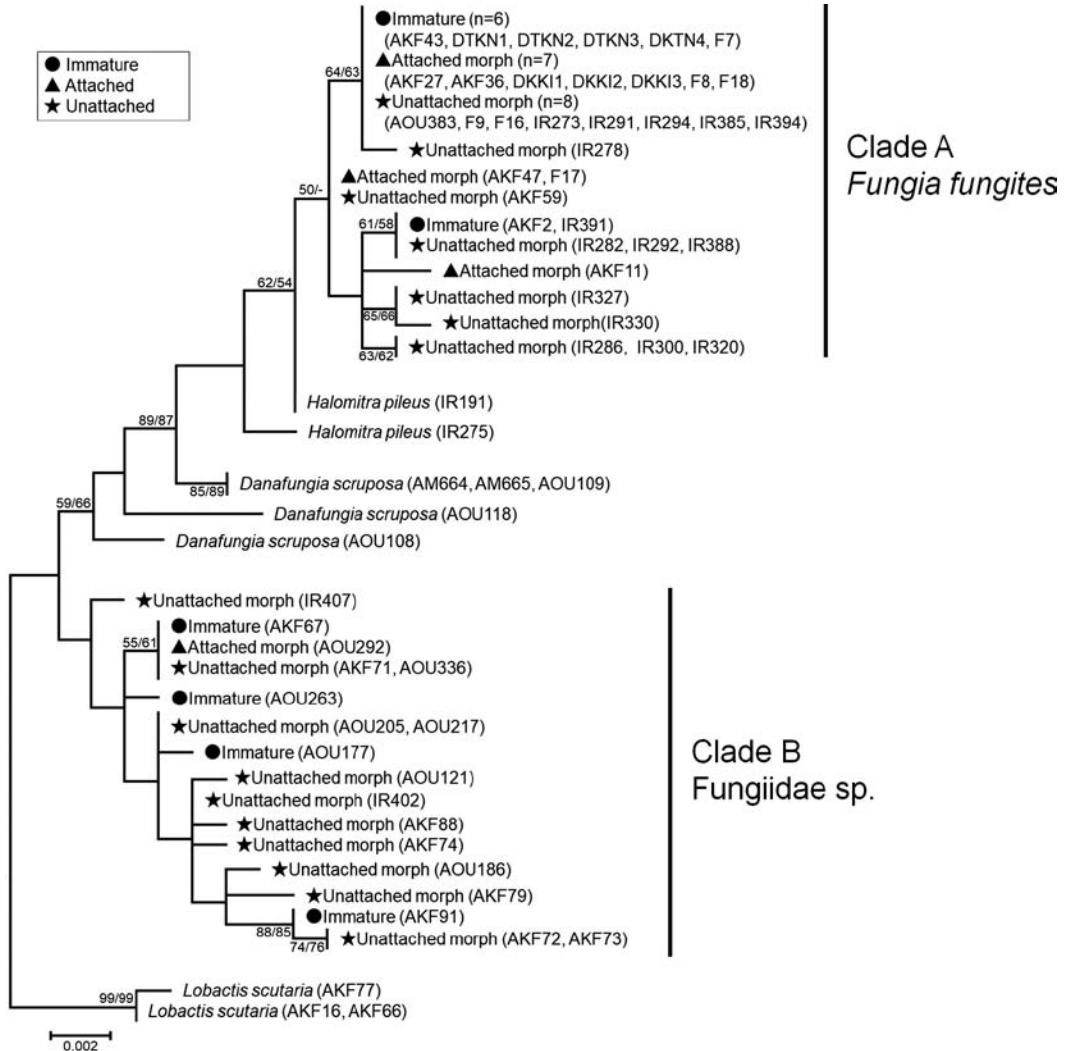 Immature
Attached
Unattached
Immature (n=6)
(AKF43, DTKN1, DTKN2, DTKN3, DKTN4, F7)
64/63
Attached morph (n=7)
(AKF27, AKF36, DKKI1, DKKI2, DKKI3, F8, F18)
Unattached morph (n=8)
(AOU383, F9, F16, IR273, IR291, IR294, IR385, IR394)
Unattached morph (IR278)
Clade A
Fungia fungites
50/-
Attached morph (AKF47, F17)
Unattached morph (AKF59)
61/58
Immature (AKF2, IR391)
Unattached morph (IR282, IR292, IR388)
Attached morph (AKF11)
62/54
Unattached morph (IR327)
65/66
Unattached morph(IR330)
Unattached morph (IR286, IR300, IR320)
63/62
Halomitra pileus (IR191)
Halomitra pileus (IR275)
89/87
Danafungia scruposa (AM664, AM665, AOU109)
85/89
59/66
Danafungia scruposa (AOU118)
Danafungia scruposa (AOU108)
Unattached morph (IR407)
Immature (AKF67)
55/61
Attached morph (AOU292)
Unattached morph (AKF71, AOU336)
Immature (AOU263)
Unattached morph (AOU205, AOU217)
Immature (AOU177)
Clade B
Fungiidae sp.
Unattached morph (AOU121)
Unattached morph (IR402)
Unattached morph (AKF88)
Unattached morph (AKF74)
Unattached morph (AOU186)
Unattached morph (AKF79)
Immature (AKF91)
88/85
Unattached morph (AKF72, AKF73)
74/76
Lobactis scutaria (AKF77)
99/99
Lobactis scutaria (AKF16, AKF66)
0.002